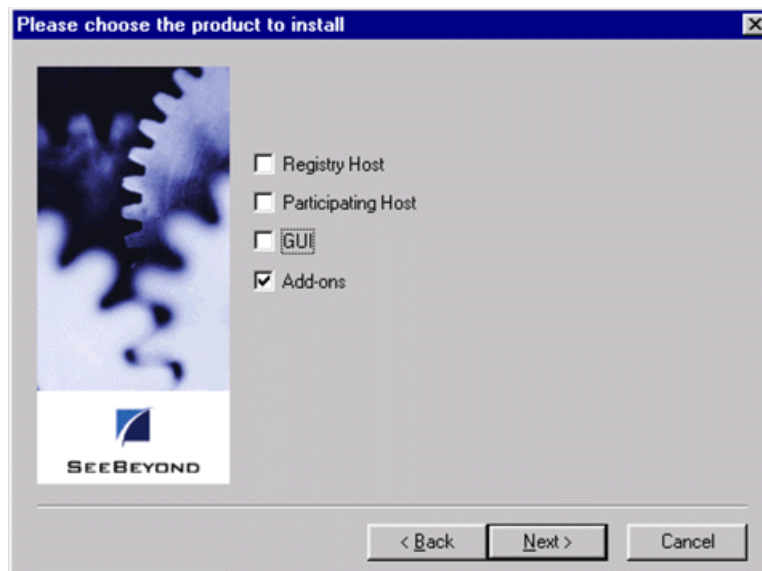 Please choose the product to install
Registry Host
Participating Host
GUI
Add-ons
SEEBEYOND
< Back
Next >
Cancel